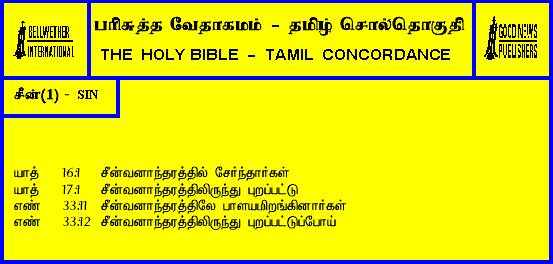 BELLWETHER
INTERNATIONAL
பரிசுத்த வேதாகமம் - தமிழ் சொல்தொகுதி
THE HOLY BIBLE - TAMIL CONCORDANCE
GOOD NEWS
PUBLISHERS
சீன்(1) - SIN
யாத் 16:1 சீன்வனாந்தரத்தில் சேர்ந்தார்கள்
யாத் 17:1 சீன்வனாந்தரத்திலிருந்து புறப்பட்டு
எண் 33:11 சீன்வனாந்தரத்திலே பாளயமிறங்கினார்கள்
எண் 33:12 சீன்வனாந்தரத்திலிருந்து புறப்பட்டுப்போய்